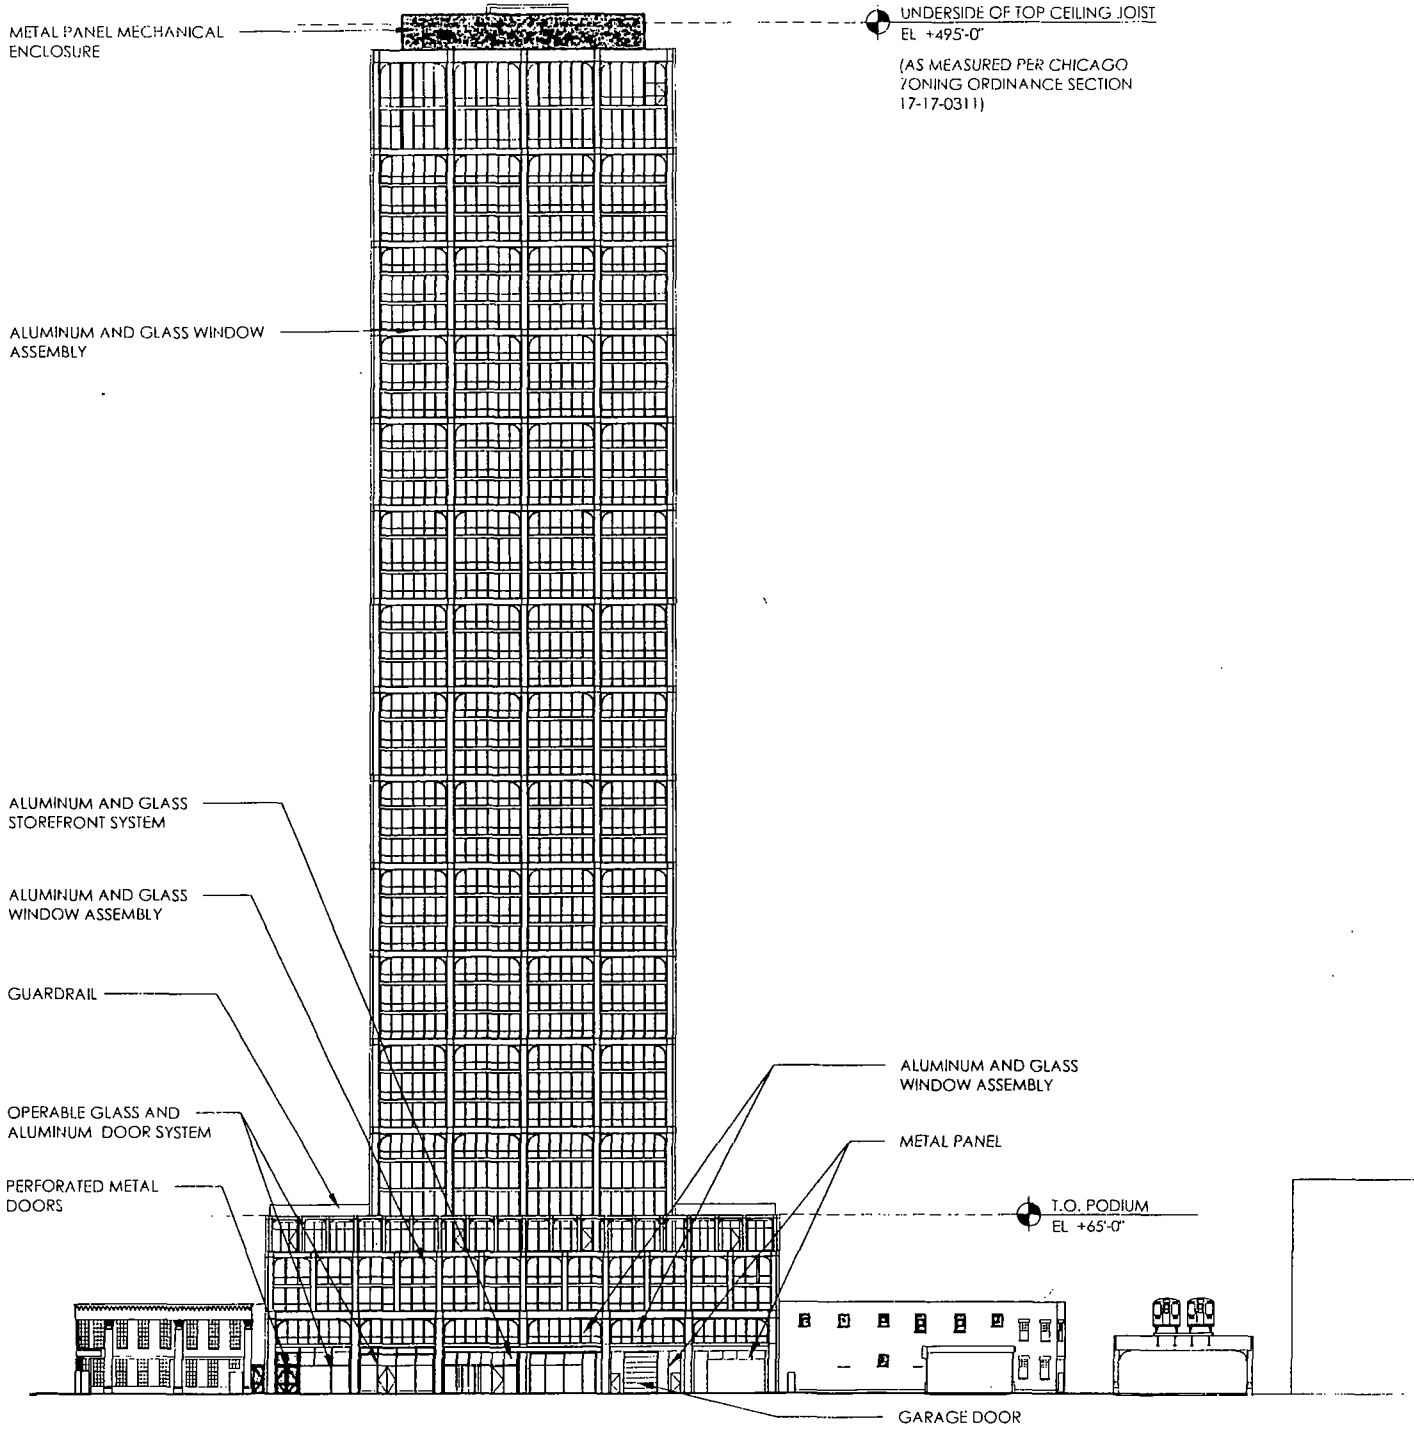 METAL PANEL MECHANICAL
ENCLOSURE
UNDERSIDE OF TOP CEILING JOIST
EL +495'-0"
(AS MEASURED PER CHICAGO
ZONING ORDINANCE SECTION
17-17-0311)
ALUMINUM AND GLASS WINDOW
ASSEMBLY
ALUMINUM AND GLASS
STOREFRONT SYSTEM
ALUMINUM AND GLASS
WINDOW ASSEMBLY
GUARDRAIL
OPERABLE GLASS AND
ALUMINUM DOOR SYSTEM
PERFORATED METAL
DOORS
ALUMINUM AND GLASS
WINDOW ASSEMBLY
METAL PANEL
T.O. PODIUM
EL +65'-0"
GARAGE DOOR